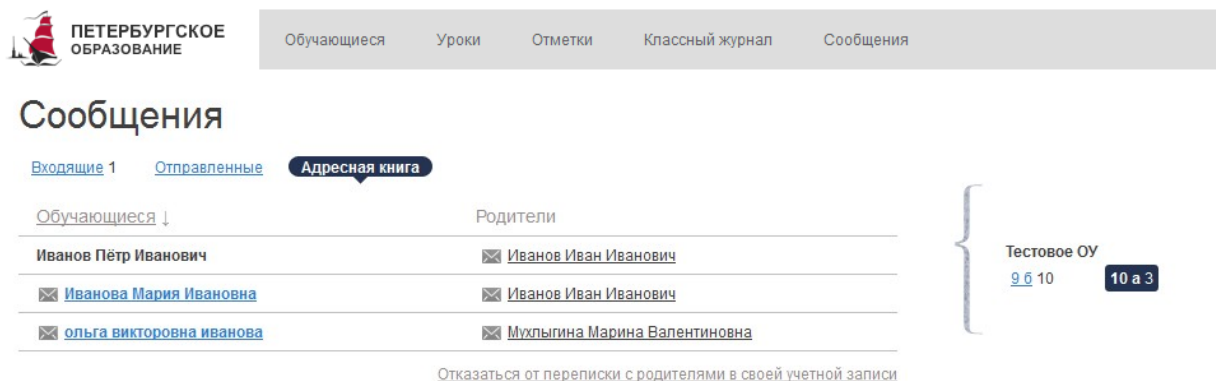 ПЕТЕРБУРГСКОЕ
ОБРАЗОВАНИЕ
Обучающиеся Уроки Отметки Классный журнал Сообщения
Сообщения
Входящие 1 Отправленные Адресная книга
Обучающиеся ↓ Родители
Иванов Пётр Иванович Иванов Иван Иванович
Иванова Мария Ивановна Иванов Иван Иванович
ольга викторовна иванова Мухлыгина Марина Валентиновна
Отказаться от переписки с родителями в своей учетной записи
Тестовое ОУ
9 б 10 10 а 3